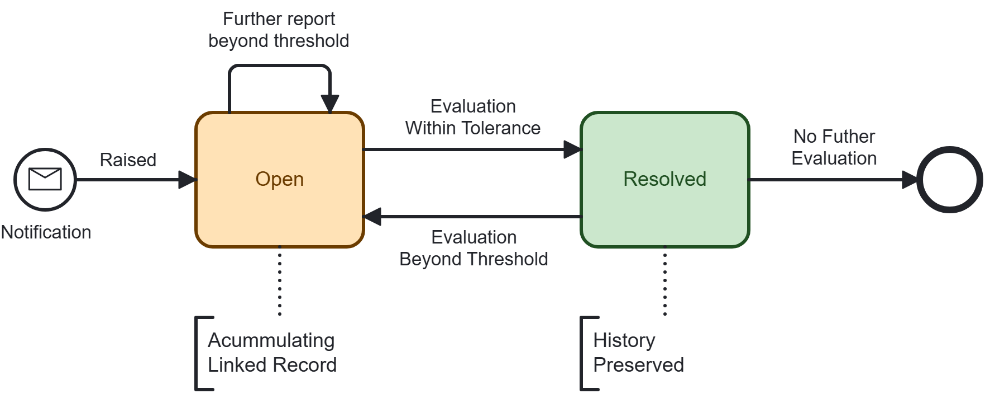 Further report
beyond threshold
Evaluation
Within Tolerance
No Futher
Evaluation
Raised
Open
Resolved
Notification
Evaluation
Beyond Threshold
Acummulating
Linked Record
History
Preserved